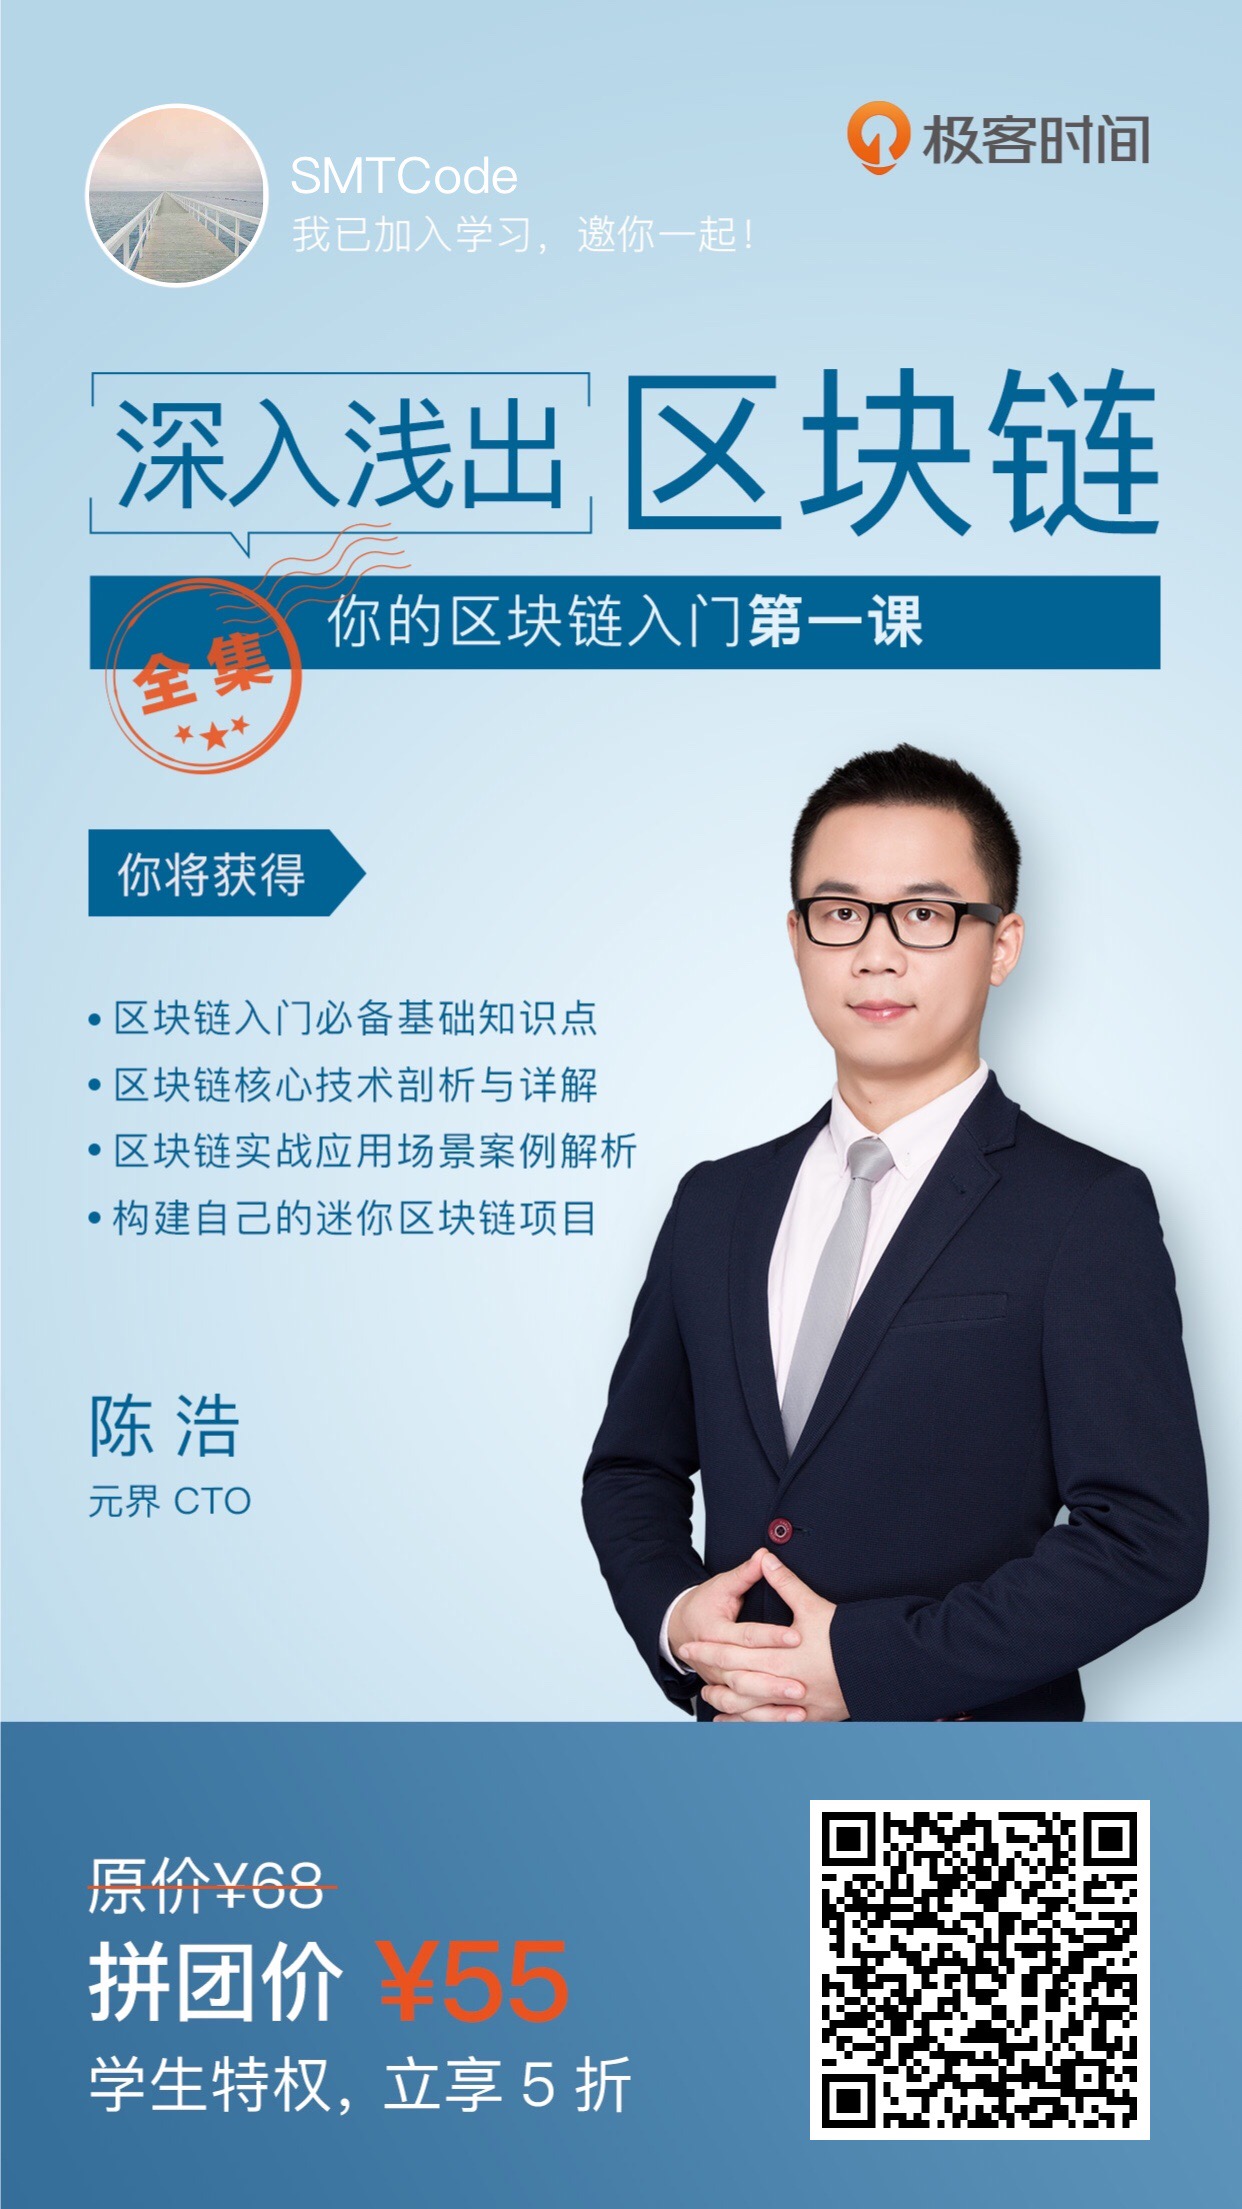 极客时间
SMTCode
我已加入学习，邀你一起！
深入浅出 区块链
你的区块链入门第一课
全集
你将获得
• 区块链入门必备基础知识点
• 区块链核心技术剖析与详解
• 区块链实战应用场景案例解析
• 构建自己的迷你区块链项目
陈 浩
元界 CTO
原价¥68
拼团价 ¥55
学生特权，立享 5 折